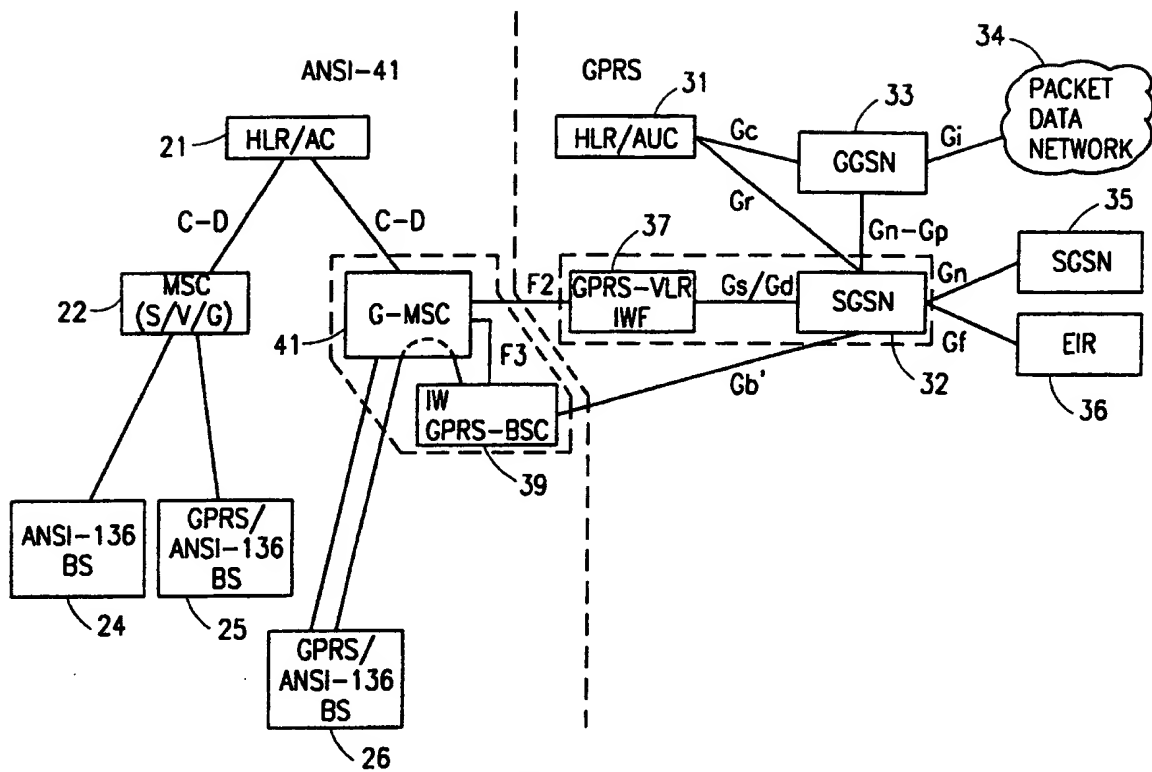 ANSI-41
GPRS
34
PACKET
DATA
NETWORK
31
33
21
HLR/AC
HLR/AUC
Gc
GGSN
Gi
Gr
35
C-D
C-D
37
Gn-Gp
Gn
SGSN
22
MSC
(S/V/G)
G-MSC
F2
GPRS-VLR
IWF
Gs/Gd
SGSN
41
F3
Gf
EIR
32
Gb'
36
IW
GPRS-BSC
39
ANSI-136
BS
GPRS/
ANSI-136
BS
24
25
GPRS/
ANSI-136
BS
26